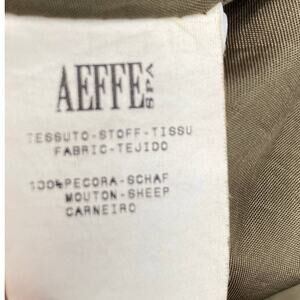 AEFFE SPA
TESSUTO-STOFF-TISSU
FABRIC-TEJIDO
100%PECORA-SCHAF
MOUTON-SHEEP
CARNEIRO